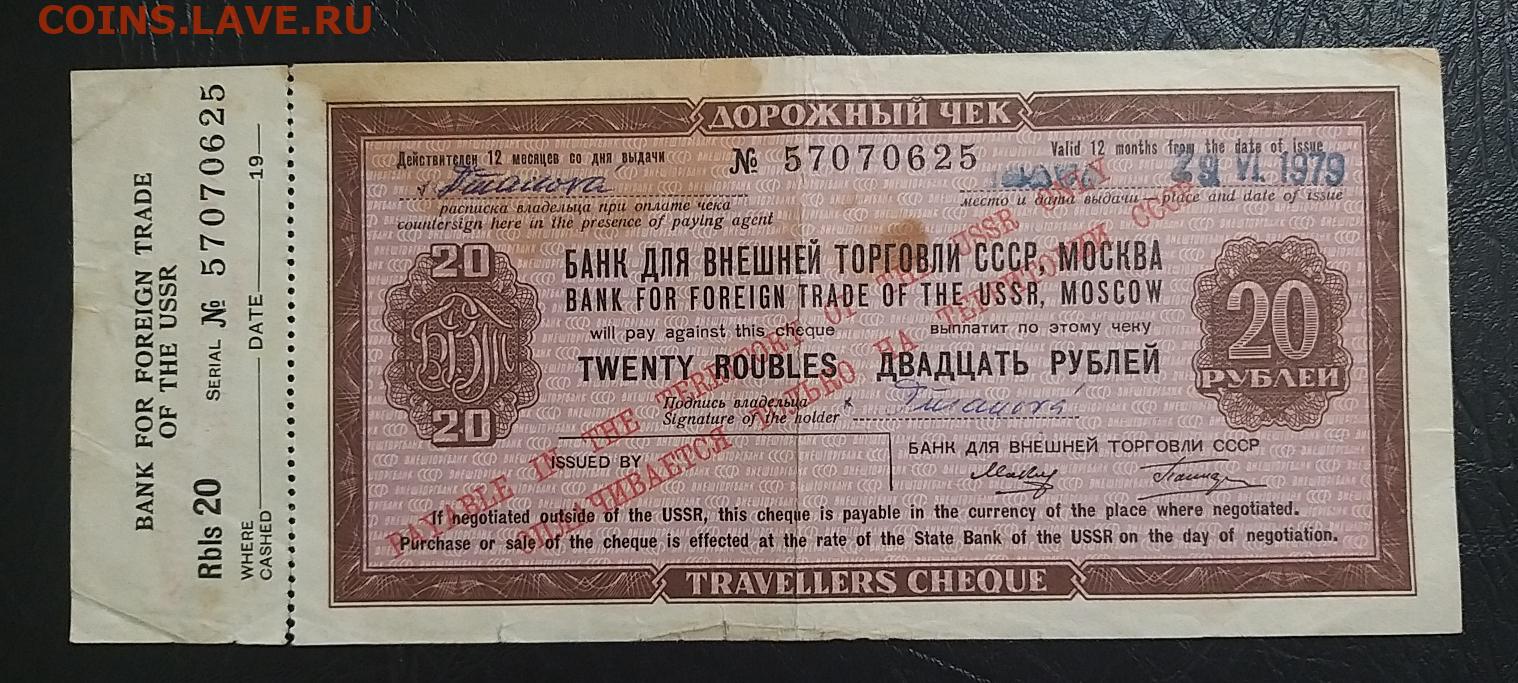 COINS.LAVE.RU
BANK FOR FOREIGN TRADE
OF THE USSR
SERIAL № 57070625
Rbls 20
WHERE
CASHED
DATE
19
ДОРОЖНЫЙ ЧЕК
Действителен 12 месяцев со дня выдачи
№ 57070625
Valid 12 months from the date of issue
29 VI. 1979
расписка владельца при оплате чека
countersign here in the presence of paying agent
место и дата выдачи place and date of issue
20
БВТ
20
БАНК ДЛЯ ВНЕШНЕЙ ТОРГОВЛИ СССР, МОСКВА
BANK FOR FOREIGN TRADE OF THE USSR, MOSCOW
will pay against this cheque выплатит по этому чеку
TWENTY ROUBLES ДВАДЦАТЬ РУБЛЕЙ
20
РУБЛЕЙ
Подпись владельца
Signature of the holder
PAYABLE IN THE TERITORY OF THE USSR ONLY
ОПЛАЧИВАЕТСЯ ТОЛЬКО НА ТЕРРИТОРИИ СССР
ISSUED BY
БАНК ДЛЯ ВНЕШНЕЙ ТОРГОВЛИ СССР
If negotiated outside of the USSR, this cheque is payable in the currency of the place where negotiated.
Purchase or sale of the cheque is effected at the rate of the State Bank of the USSR on the day of negotiation.
TRAVELLERS CHEQUE